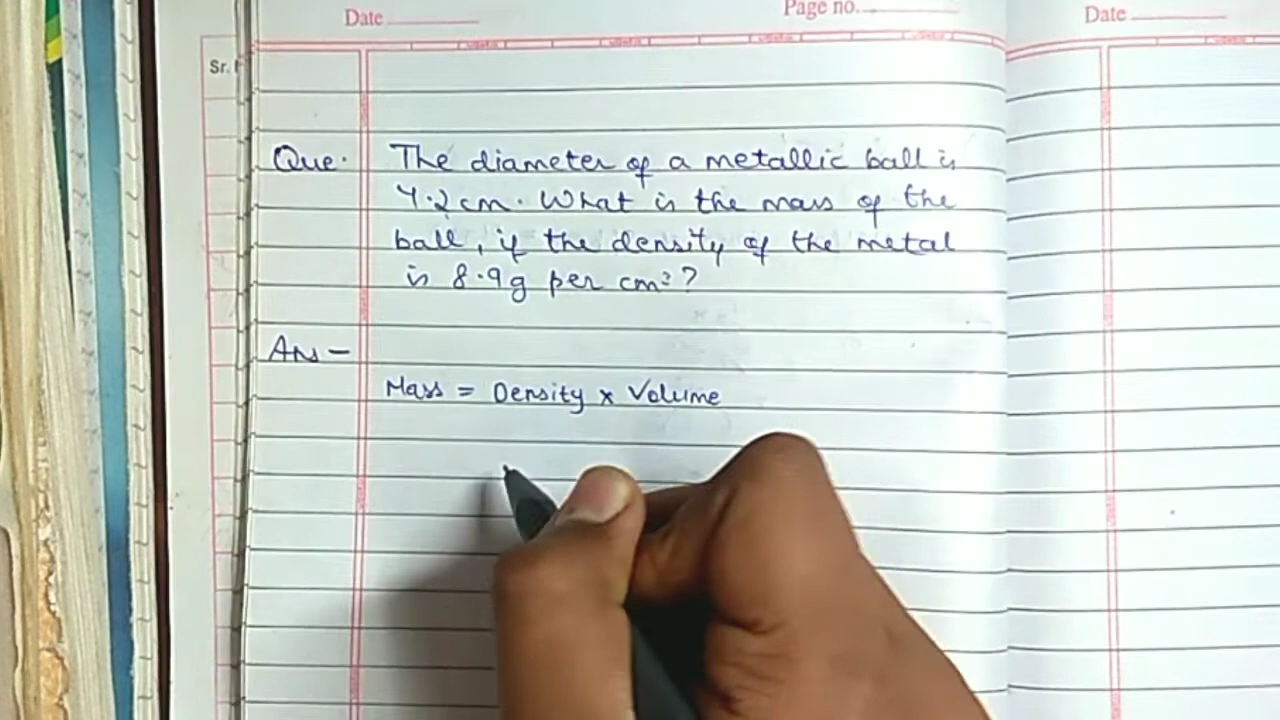 Date
Page no.
Date
Sr.
Que. The diameter of a metallic ball is
4.2 cm. What is the mass of the
ball, if the density of the metal
is 8.9g per cm³?
Ans –
Mass = Density × Volume